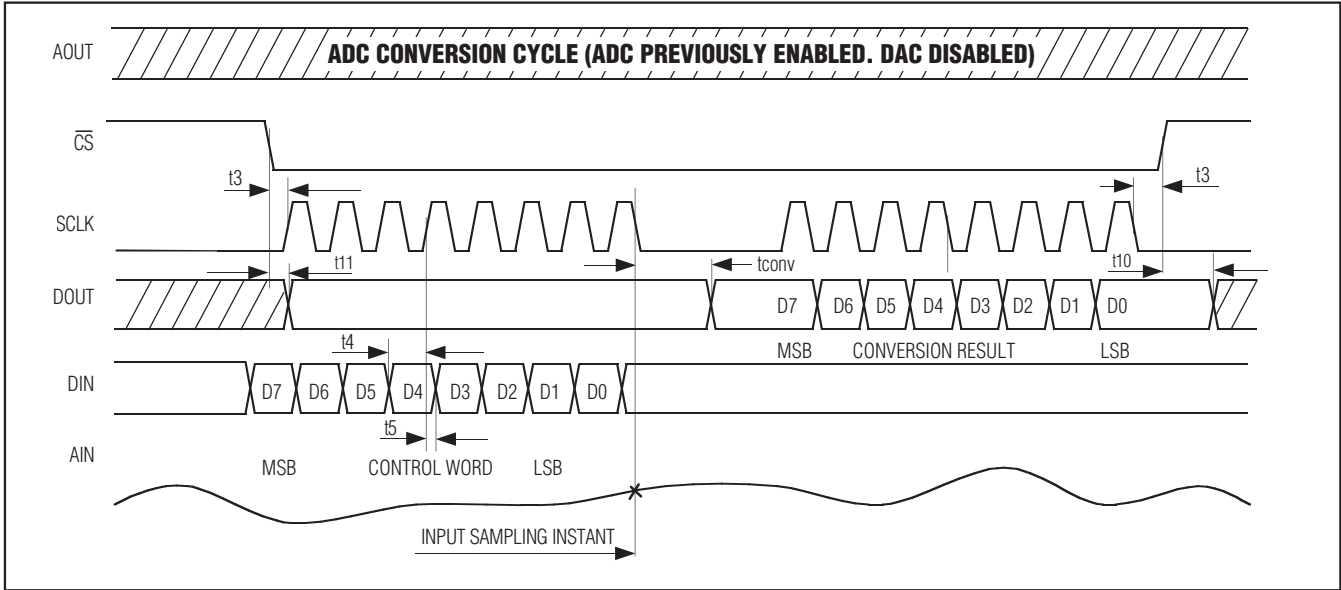 AOUT
ADC CONVERSION CYCLE (ADC PREVIOUSLY ENABLED. DAC DISABLED)
CS
t3
t3
SCLK
t11
tconv
t10
DOUT
D7 D6 D5 D4 D3 D2 D1 D0
MSB CONVERSION RESULT LSB
t4
DIN
D7 D6 D5 D4 D3 D2 D1 D0
t5
AIN
MSB CONTROL WORD LSB
INPUT SAMPLING INSTANT